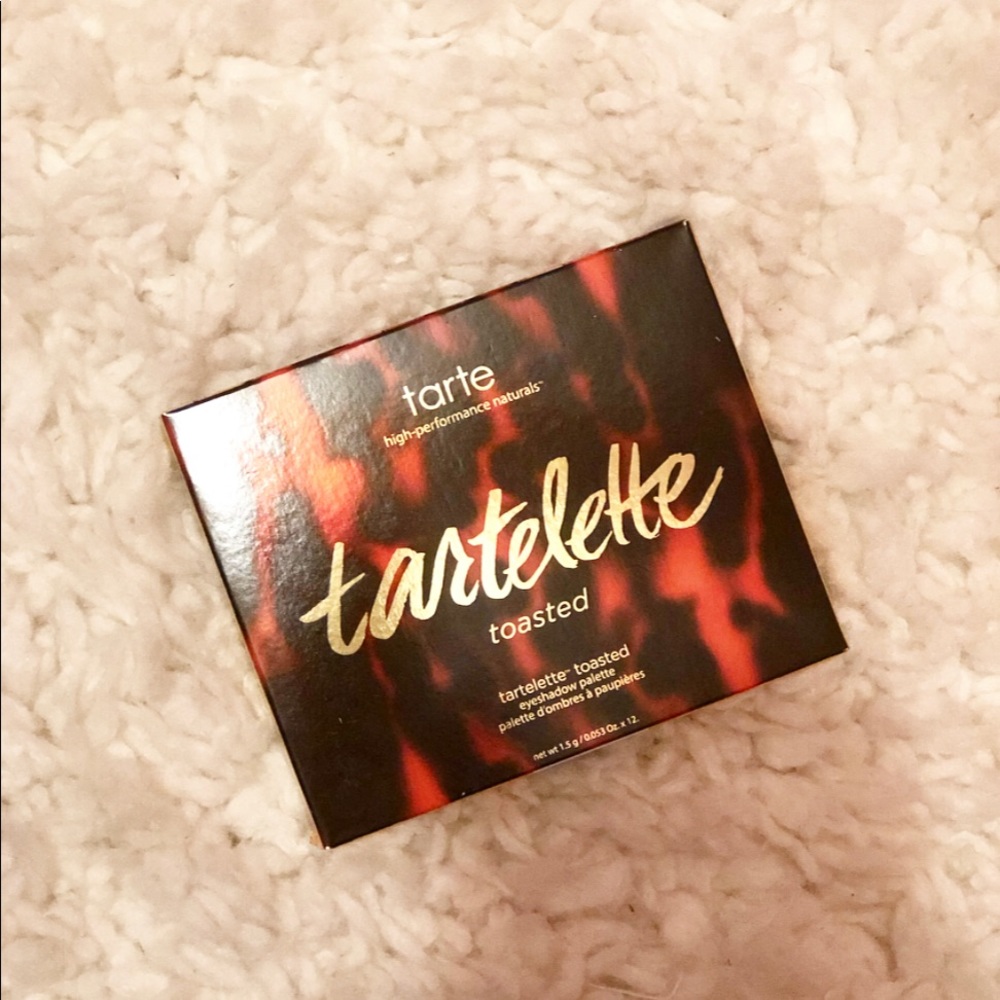 tarte
high-performance naturals™
tartelette
toasted
tartelette™ toasted
eyeshadow palette
palette d'ombres à paupières
net wt 1.5 g / 0.053 Oz. x 12.